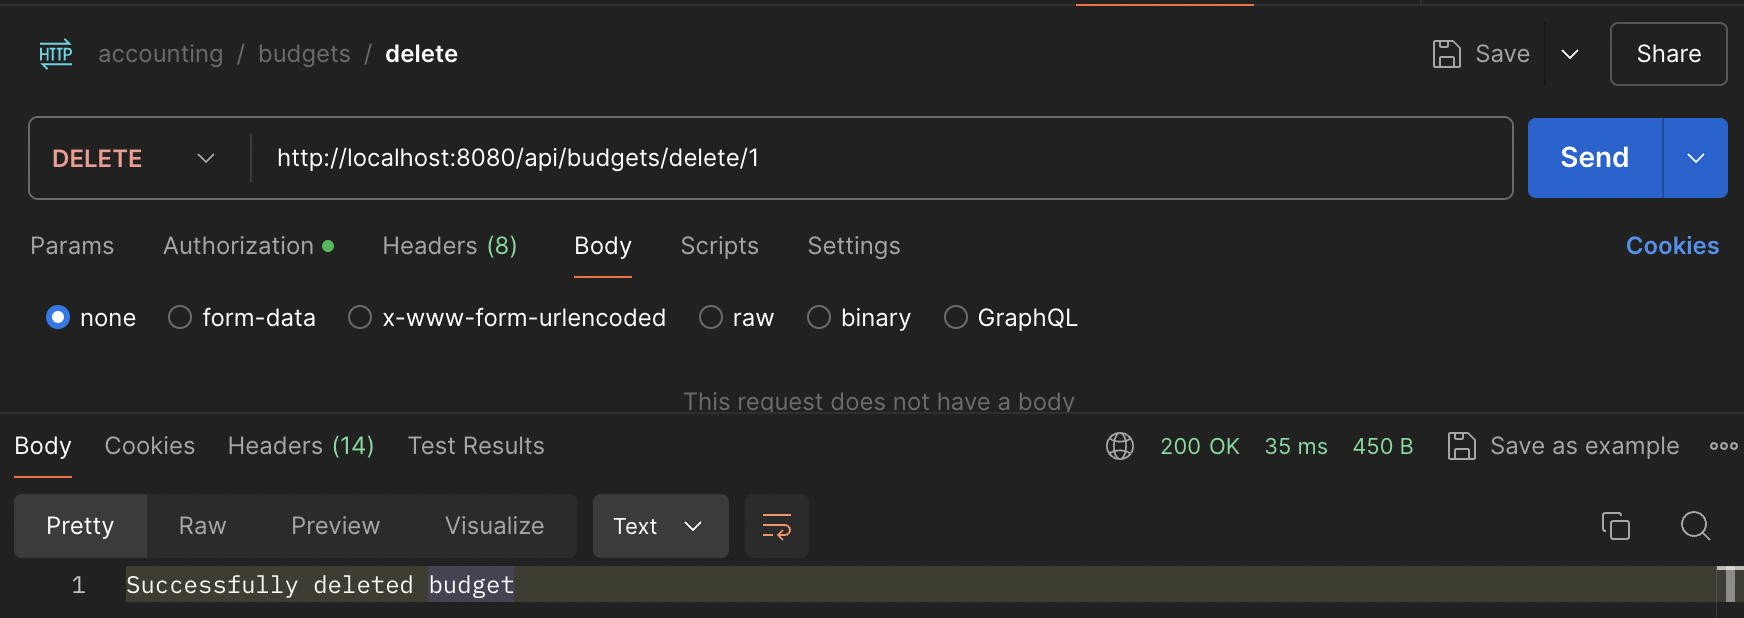 HTTP accounting / budgets / delete Save Share
DELETE http://localhost:8080/api/budgets/delete/1 Send
Params Authorization Headers (8) Body Scripts Settings Cookies
none form-data x-www-form-urlencoded raw binary GraphQL
This request does not have a body
Body Cookies Headers (14) Test Results 200 OK 35 ms 450 B Save as example
Pretty Raw Preview Visualize Text
1 Successfully deleted budget